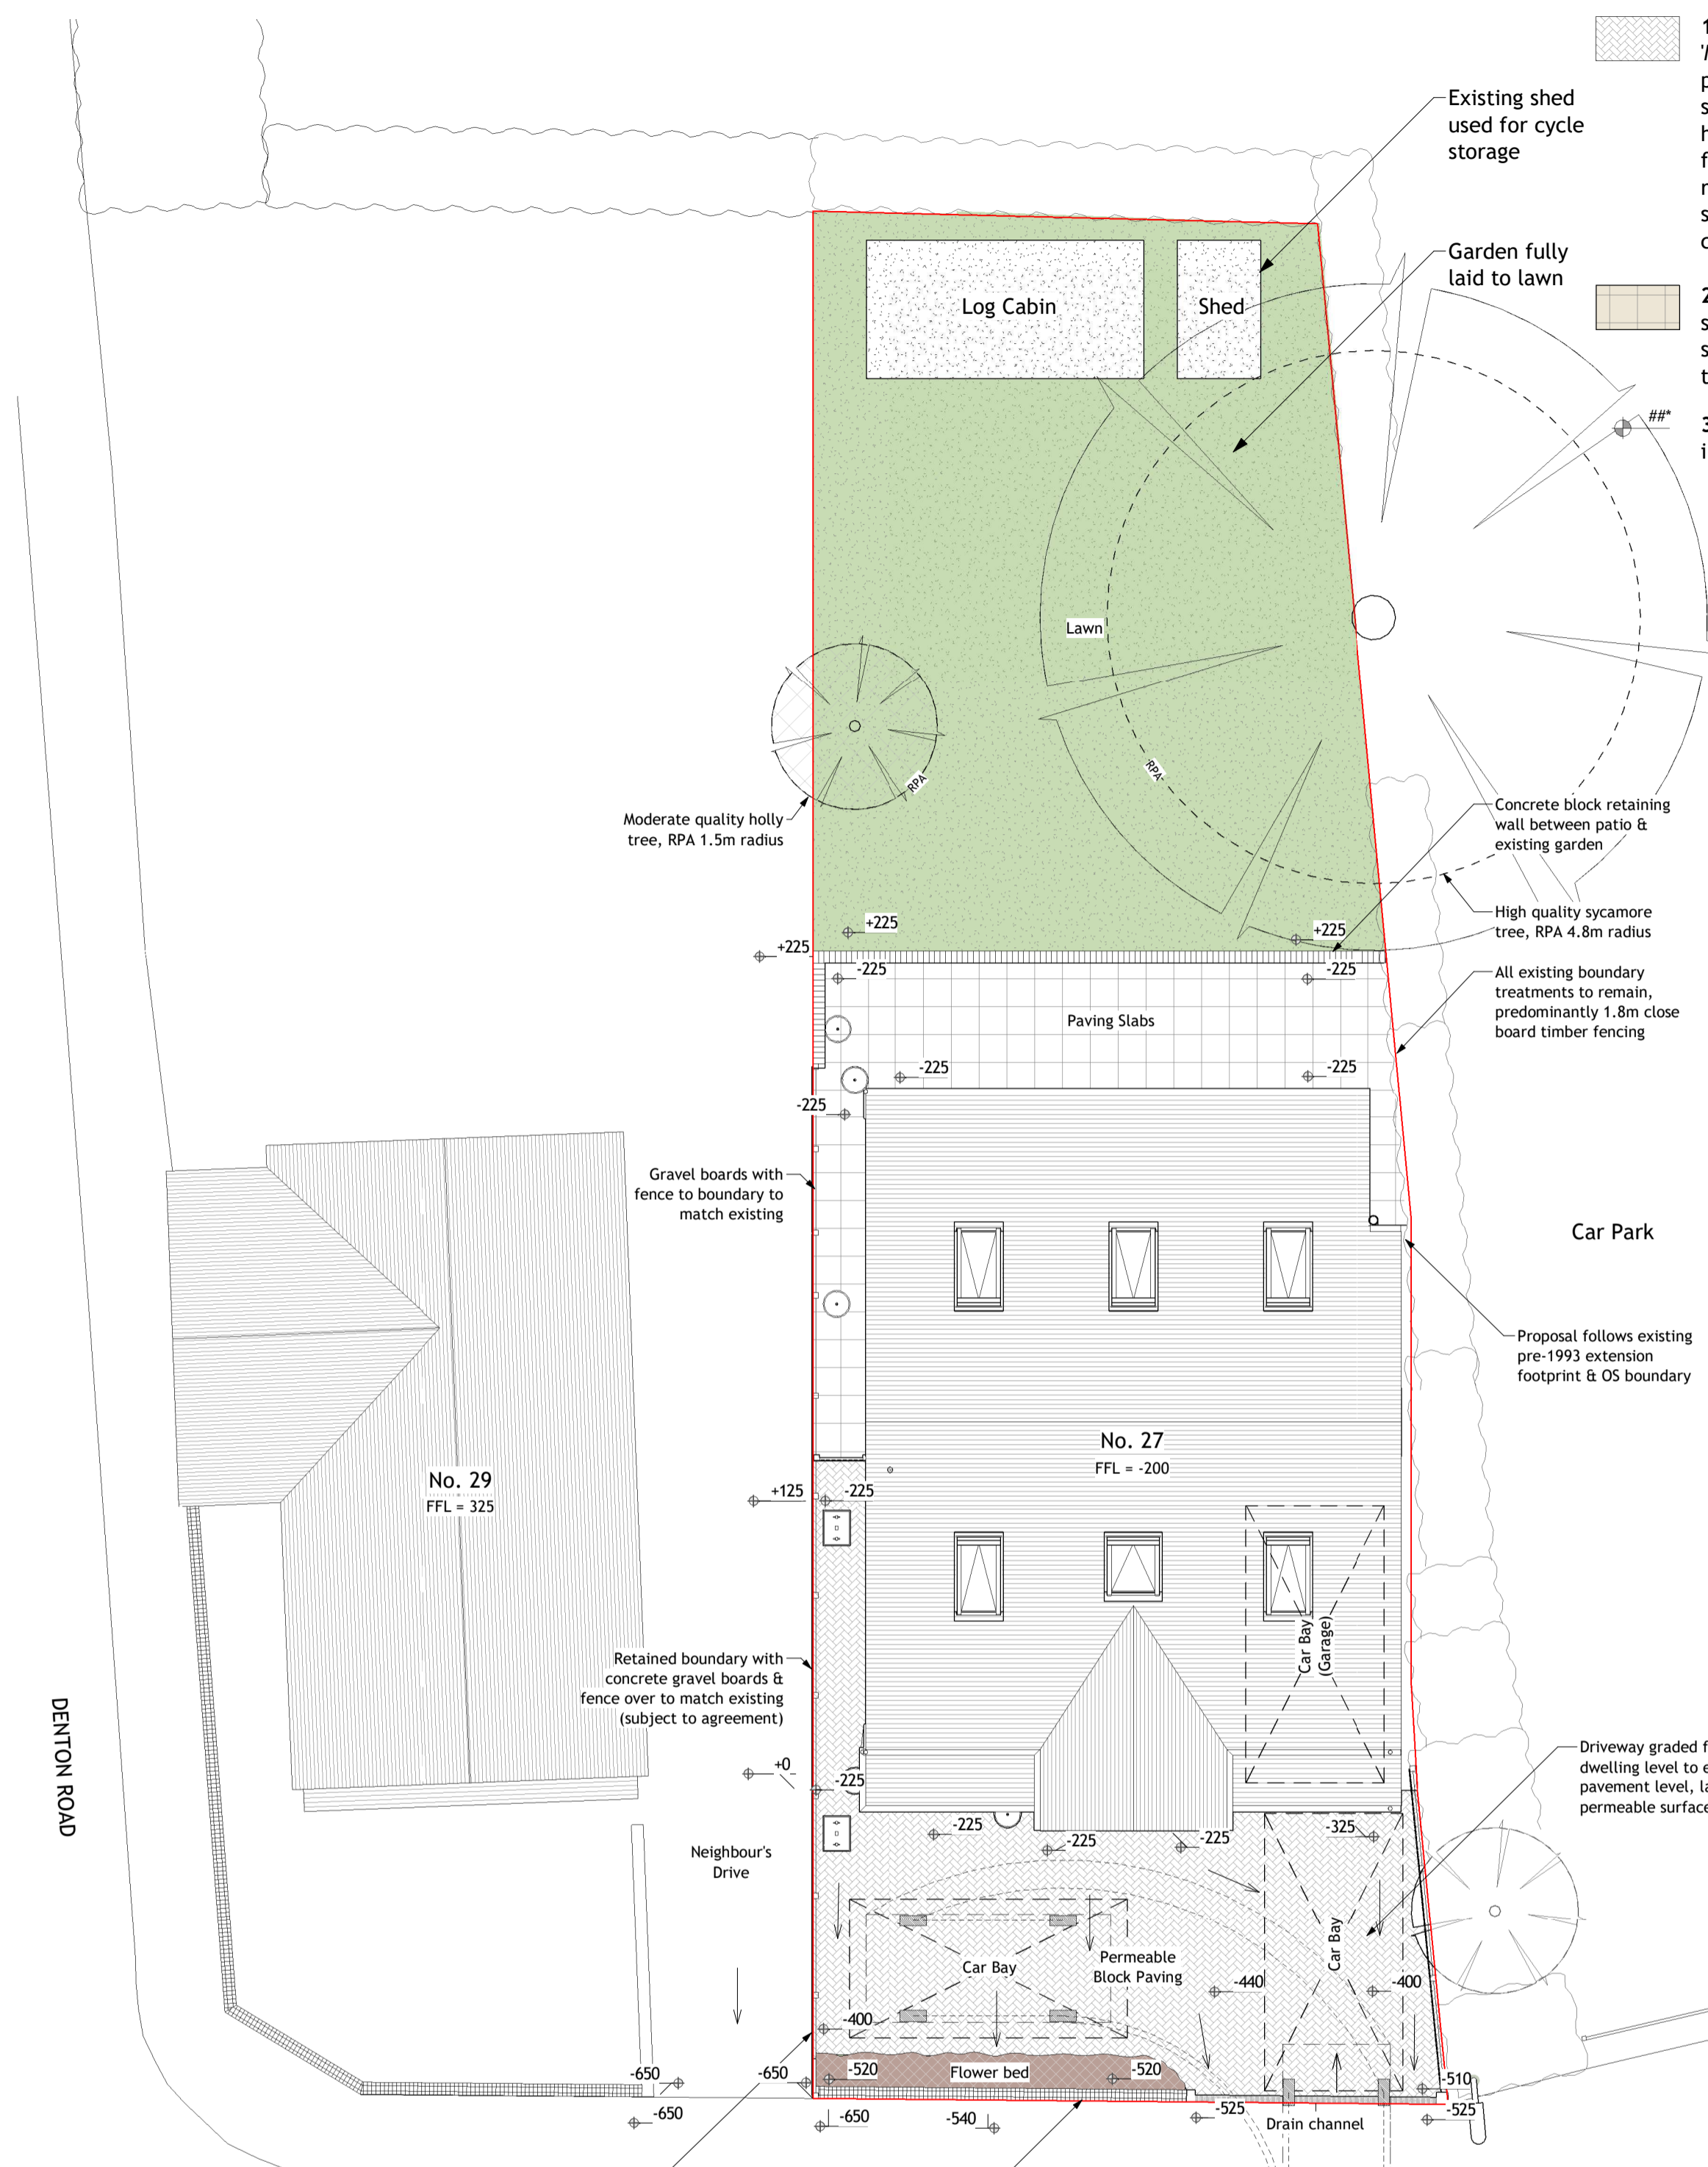 Existing shed
used for cycle
storage
Garden fully
laid to lawn
Log Cabin
Shed
##*
Lawn
RPA
RPA
Moderate quality holly
tree, RPA 1.5m radius
Concrete block retaining
wall between patio &
existing garden
High quality sycamore
tree, RPA 4.8m radius
+225
+225
+225
-225
-225
All existing boundary
treatments to remain,
predominantly 1.8m close
board timber fencing
Paving Slabs
-225
-225
-225
Gravel boards with
fence to boundary to
match existing
Car Park
Proposal follows existing
pre-1993 extension
footprint & OS boundary
No. 27
FFL = -200
No. 29
FFL = 325
+125
-225
Car Bay
(Garage)
Retained boundary with
concrete gravel boards &
fence over to match existing
(subject to agreement)
DENTON ROAD
Driveway graded
dwelling level to
pavement level,
permeable
+0
-225
-225
-225
-225
-325
Neighbour's
Drive
Car Bay
Permeable
Block Paving
Car Bay
-440
-400
-400
-650
-650
-520
Flower bed
-520
-510
-650
-650
-540
-525
Drain channel
-525